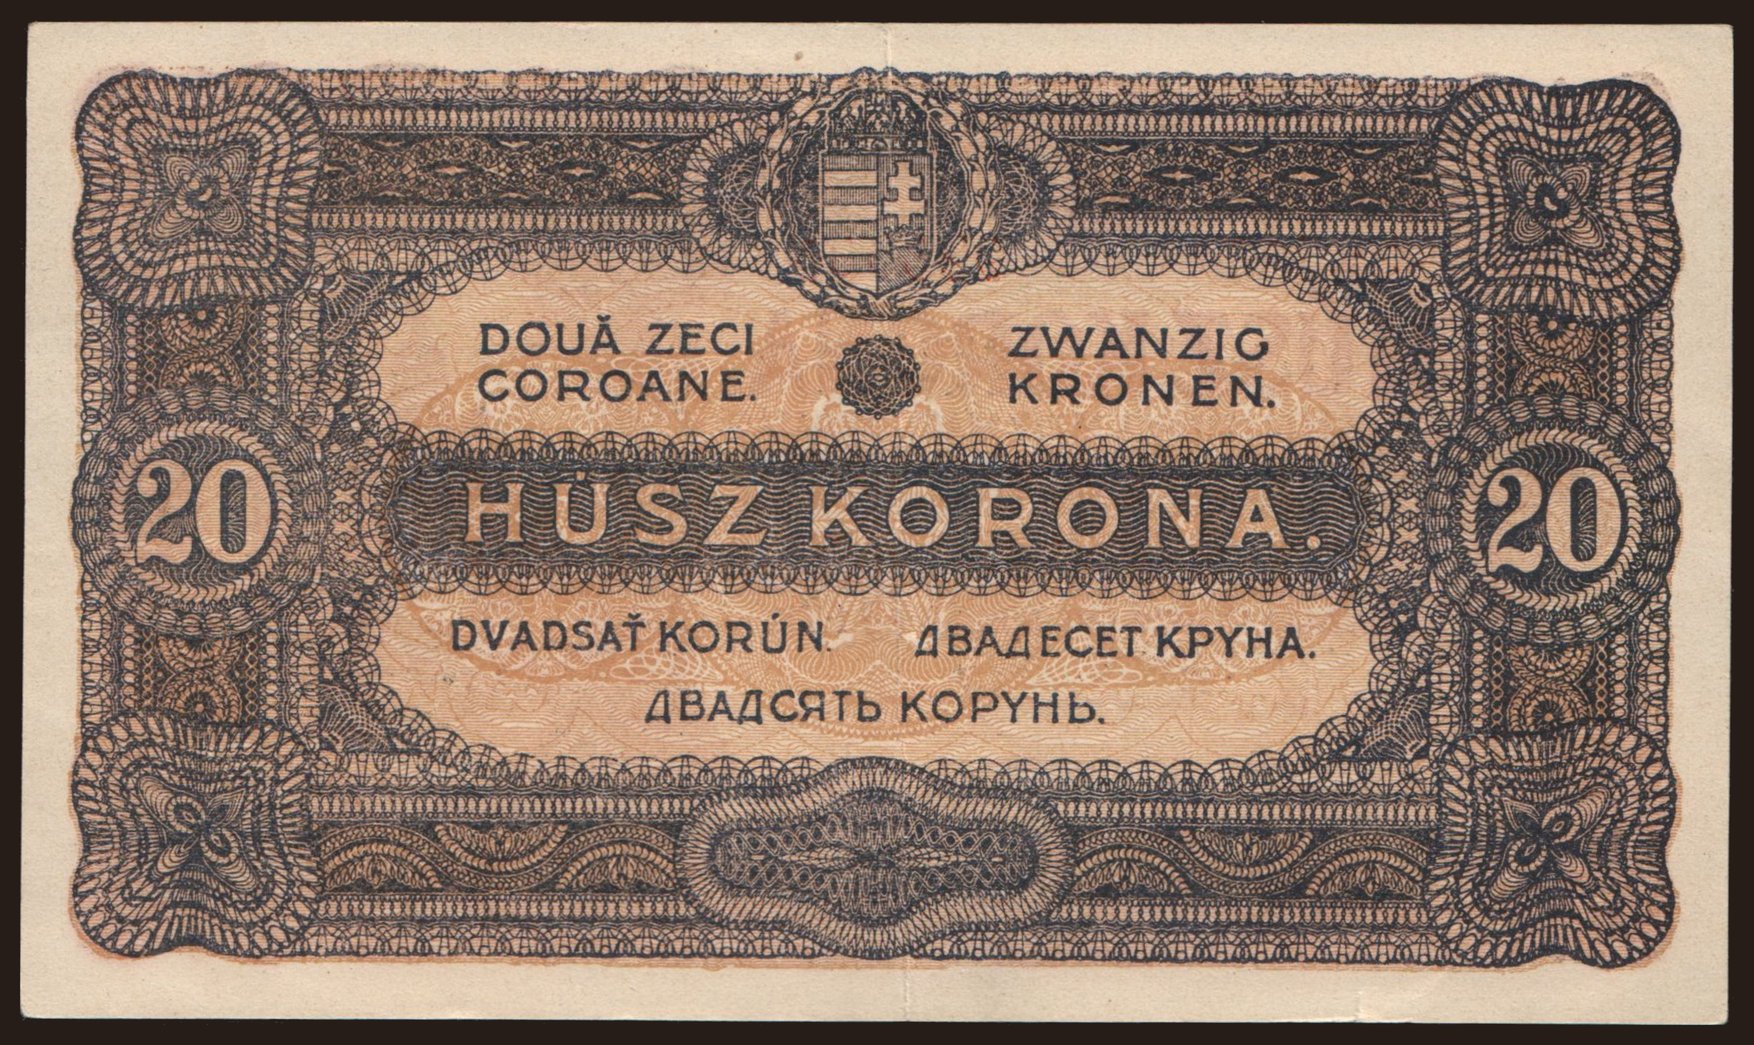 DOUĂ ZECI
COROANE.
ZWANZIG
KRONEN.
20
HÚSZ KORONA.
20
DVADSAŤ KORÚN.
ДВАДЕСЕТ КРУНА.
ДВАДСЯТЬ КОРУНЬ.